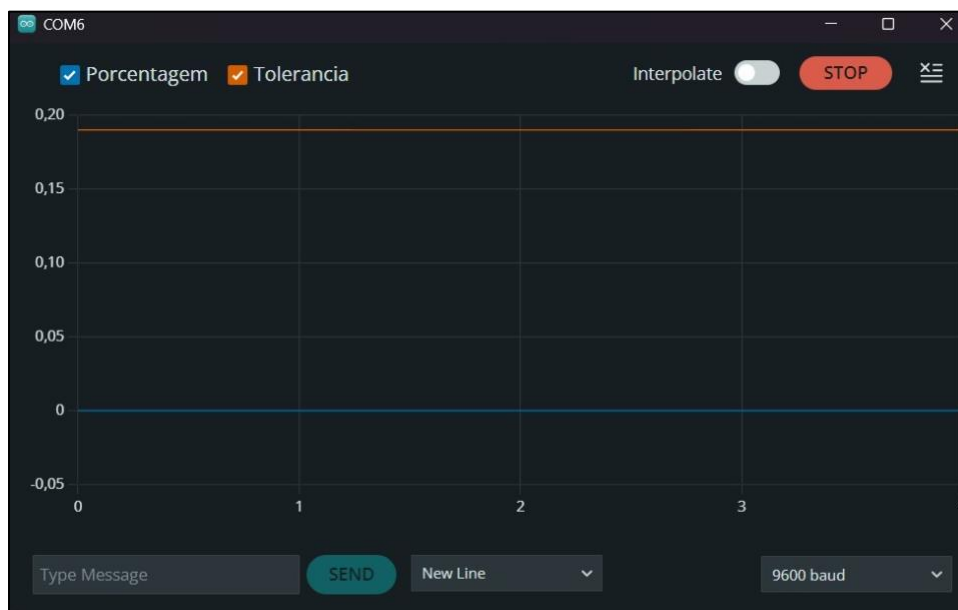 COM6
Porcentagem Tolerancia Interpolate STOP
0,20
0,15
0,10
0,05
0
-0,05
0 1 2 3
Type Message SEND New Line 9600 baud